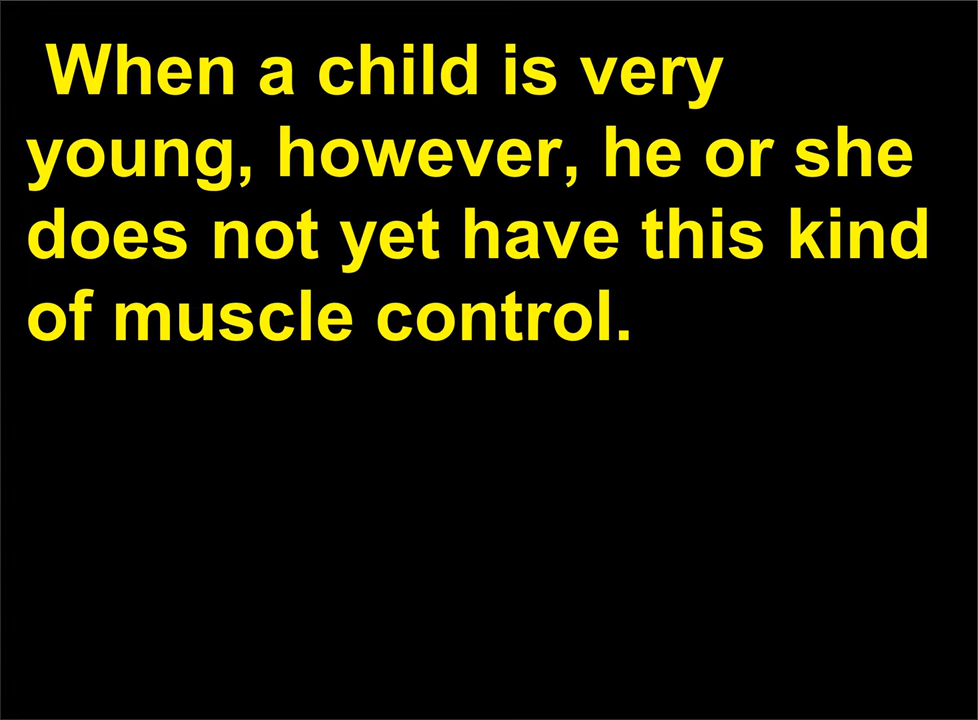 When a child is very
young, however, he or she
does not yet have this kind
of muscle control.